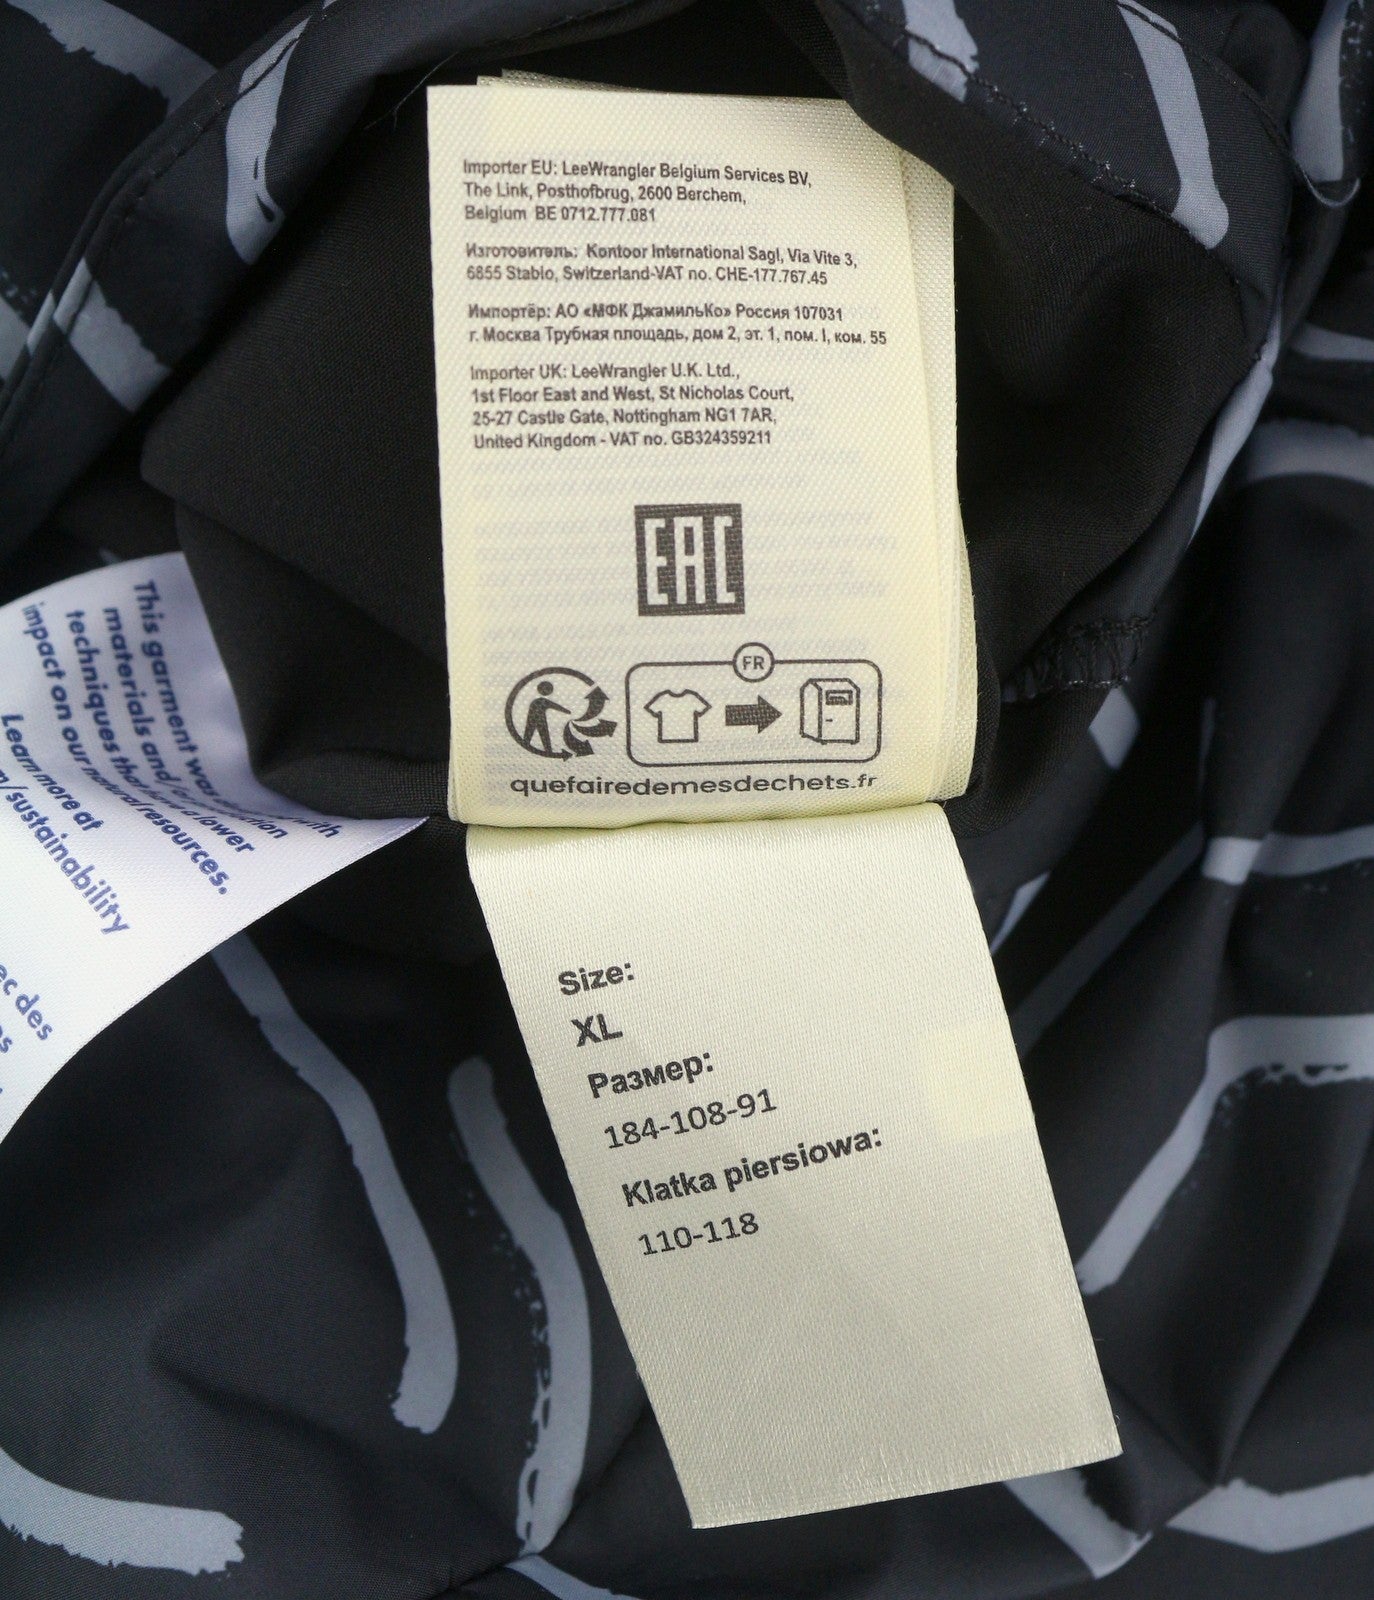 Importer EU: LeeWrangler Belgium Services BV,
The Link, Posthofbrug, 2600 Berchem,
Belgium BE 0712.777.081
Изготовитель: Kontoor International Sagl, Via Vite 3,
6855 Stabio, Switzerland-VAT no. CHE-177.767.45
Импортёр: АО «МФК ДжамильКо» Россия 107031
г. Москва Трубная площадь, дом 2, эт. 1, пом. I, ком. 55
Importer UK: LeeWrangler U.K. Ltd.,
1st Floor East and West, St Nicholas Court,
25-27 Castle Gate, Nottingham NG1 7AR,
United Kingdom - VAT no. GB324359211
EAC
FR
quefairedemesdechets.fr
This garment was with
materials and/or
techniques that have a lower
impact on our natural resources.
Learn more at
/sustainability
des
Size:
XL
Размер:
184-108-91
Klatka piersiowa:
110-118